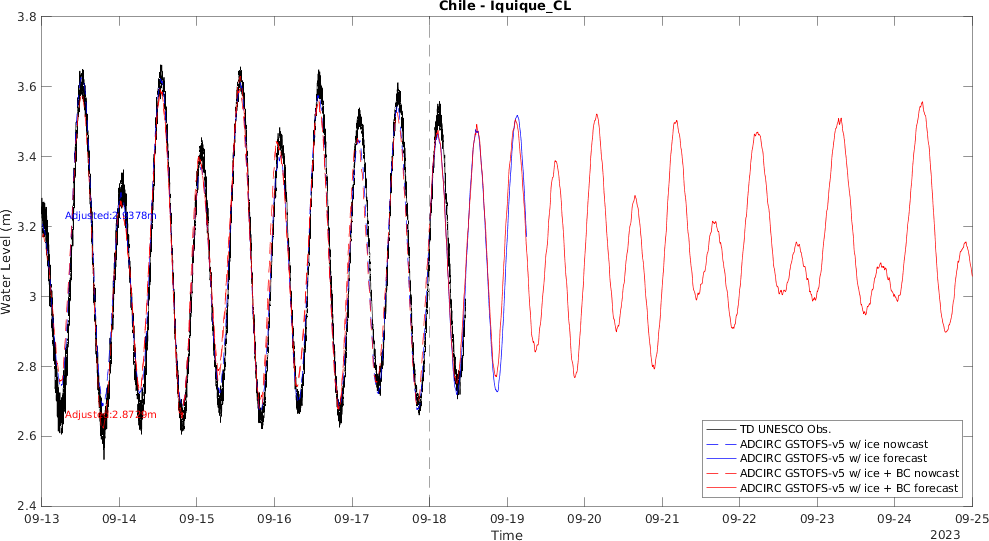 Chile - Iquique_CL
3.8
3.6
3.4
3.2
3
2.8
2.6
2.4
Water Level (m)
Adjusted:2.9378m
TD UNESCO Obs.
ADCIRC GSTOFS-v5 w/ ice nowcast
ADCIRC GSTOFS-v5 w/ ice forecast
ADCIRC GSTOFS-v5 w/ ice + BC nowcast
ADCIRC GSTOFS-v5 w/ ice + BC forecast
09-13 09-14 09-15 09-16 09-17 09-18 09-19 09-20 09-21 09-22 09-23 09-24 09-25
Time
2023